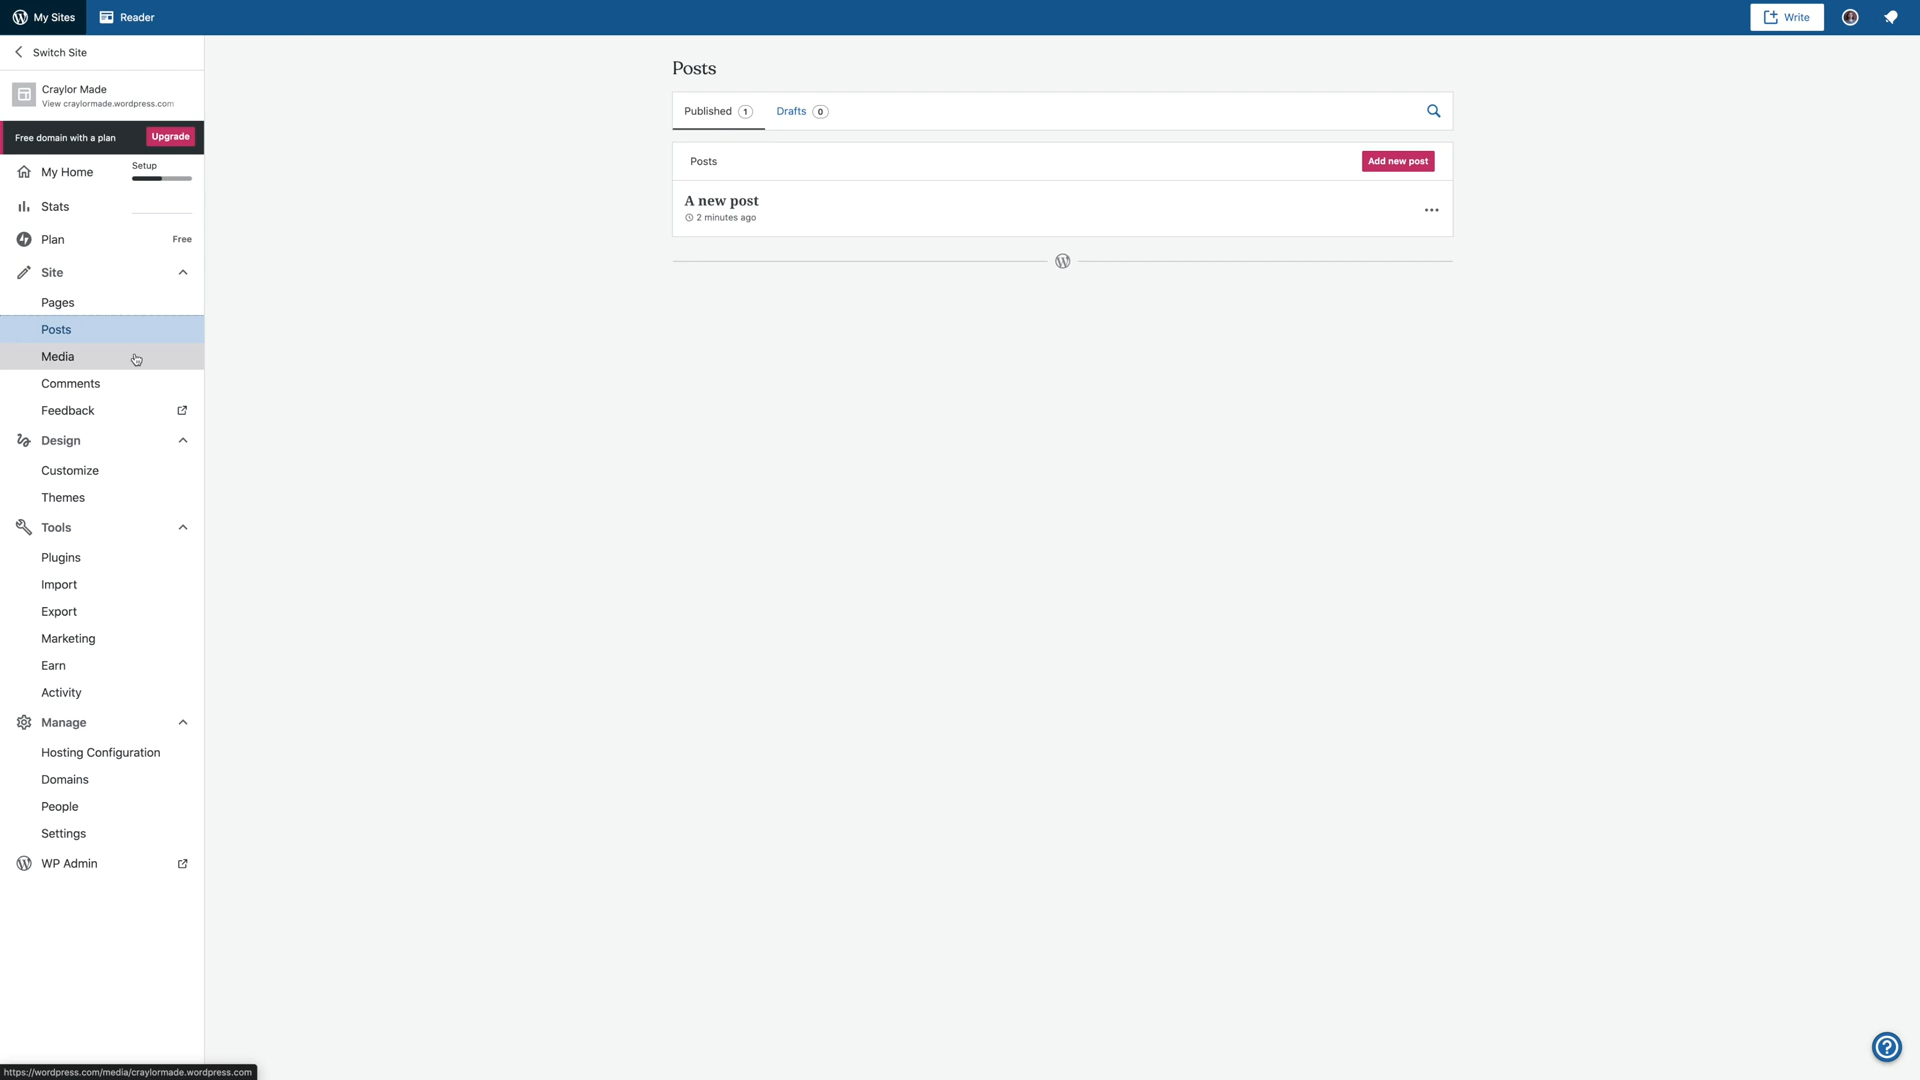 My Sites
Reader
Write
Switch Site
Craylor Made
View craylormade.wordpress.com
Free domain with a plan
Upgrade
My Home
Setup
Stats
Plan
Free
Site
Pages
Posts
Media
Comments
Feedback
Design
Customize
Themes
Tools
Plugins
Import
Export
Marketing
Earn
Activity
Manage
Hosting Configuration
Domains
People
Settings
WP Admin
https://wordpress.com/media/craylormade.wordpress.com
Posts
Published 1
Drafts 0
Posts
Add new post
A new post
2 minutes ago